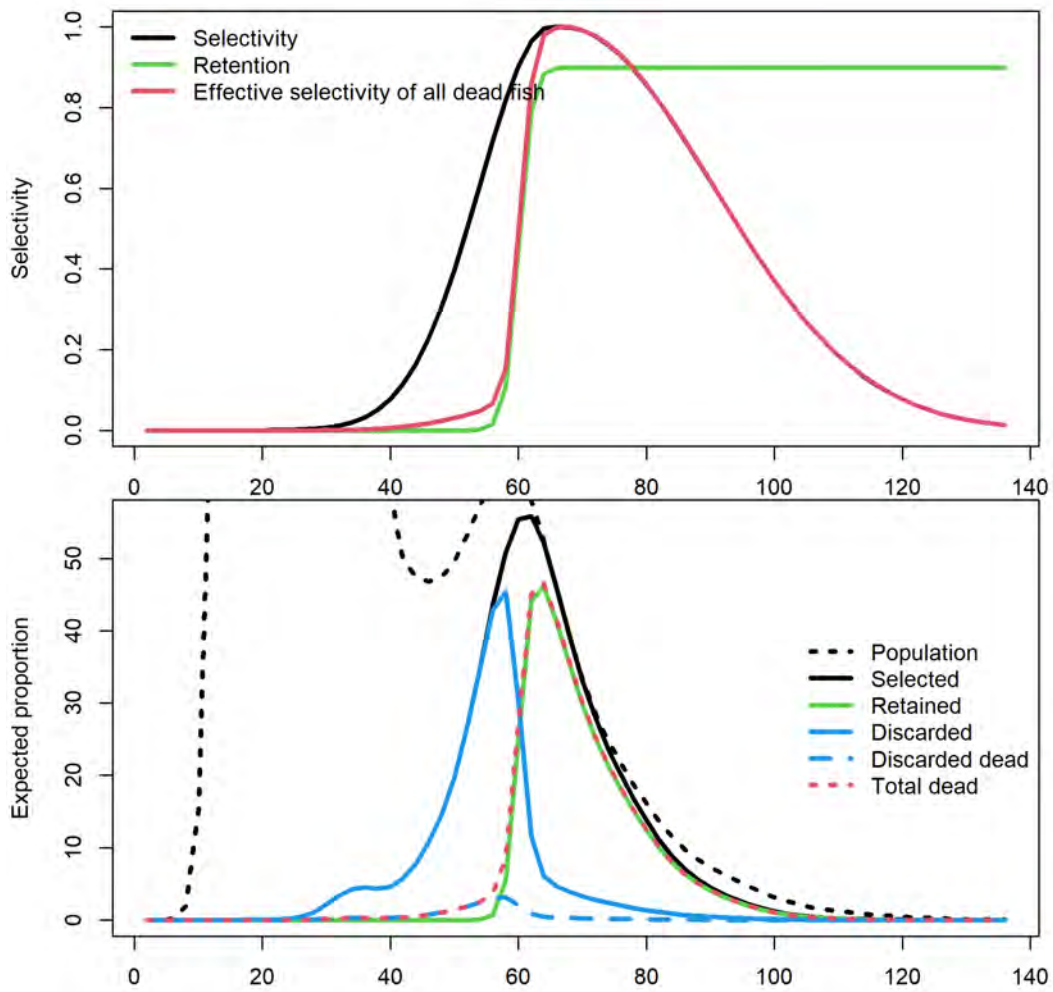 Selectivity
Retention
Effective selectivity of all dead fish
Selectivity
0.0 0.2 0.4 0.6 0.8 1.0
0 20 40 60 80 100 120 140
Population
Selected
Retained
Discarded
Discarded dead
Total dead
Expected proportion
0 10 20 30 40 50
0 20 40 60 80 100 120 140